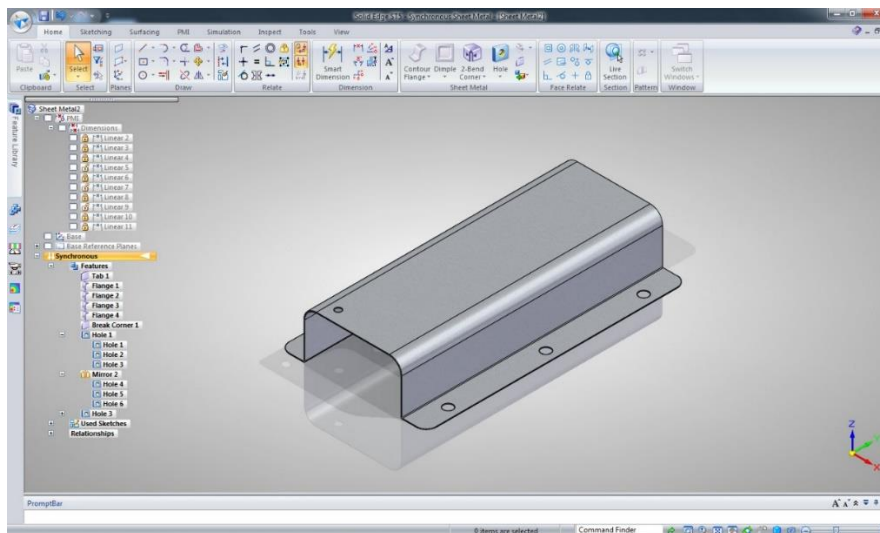 Solid Edge ST5 - Synchronous Sheet Metal - [Sheet Metal2]
Home Sketching Surfacing PMI Simulation Inspect Tools View
Paste Select Smart Dimension Contour Flange Dimple 2-Bend Corner Hole Live Section Switch Windows
Clipboard Select Planes Draw Relate Dimension Sheet Metal Face Relate Section Pattern Window
Feature Library
Sheet Metal2
PMI
Dimensions
Linear 2
Linear 3
Linear 4
Linear 5
Linear 6
Linear 7
Linear 8
Linear 9
Linear 10
Linear 11
Base
Base Reference Planes
Synchronous
Features
Tab 1
Flange 1
Flange 2
Flange 3
Flange 4
Break Corner 1
Hole 1
Hole 1
Hole 2
Hole 3
Mirror 2
Hole 4
Hole 5
Hole 6
Hole 3
Used Sketches
Relationships
Z
Y
X
PromptBar
0 items are selected Command Finder